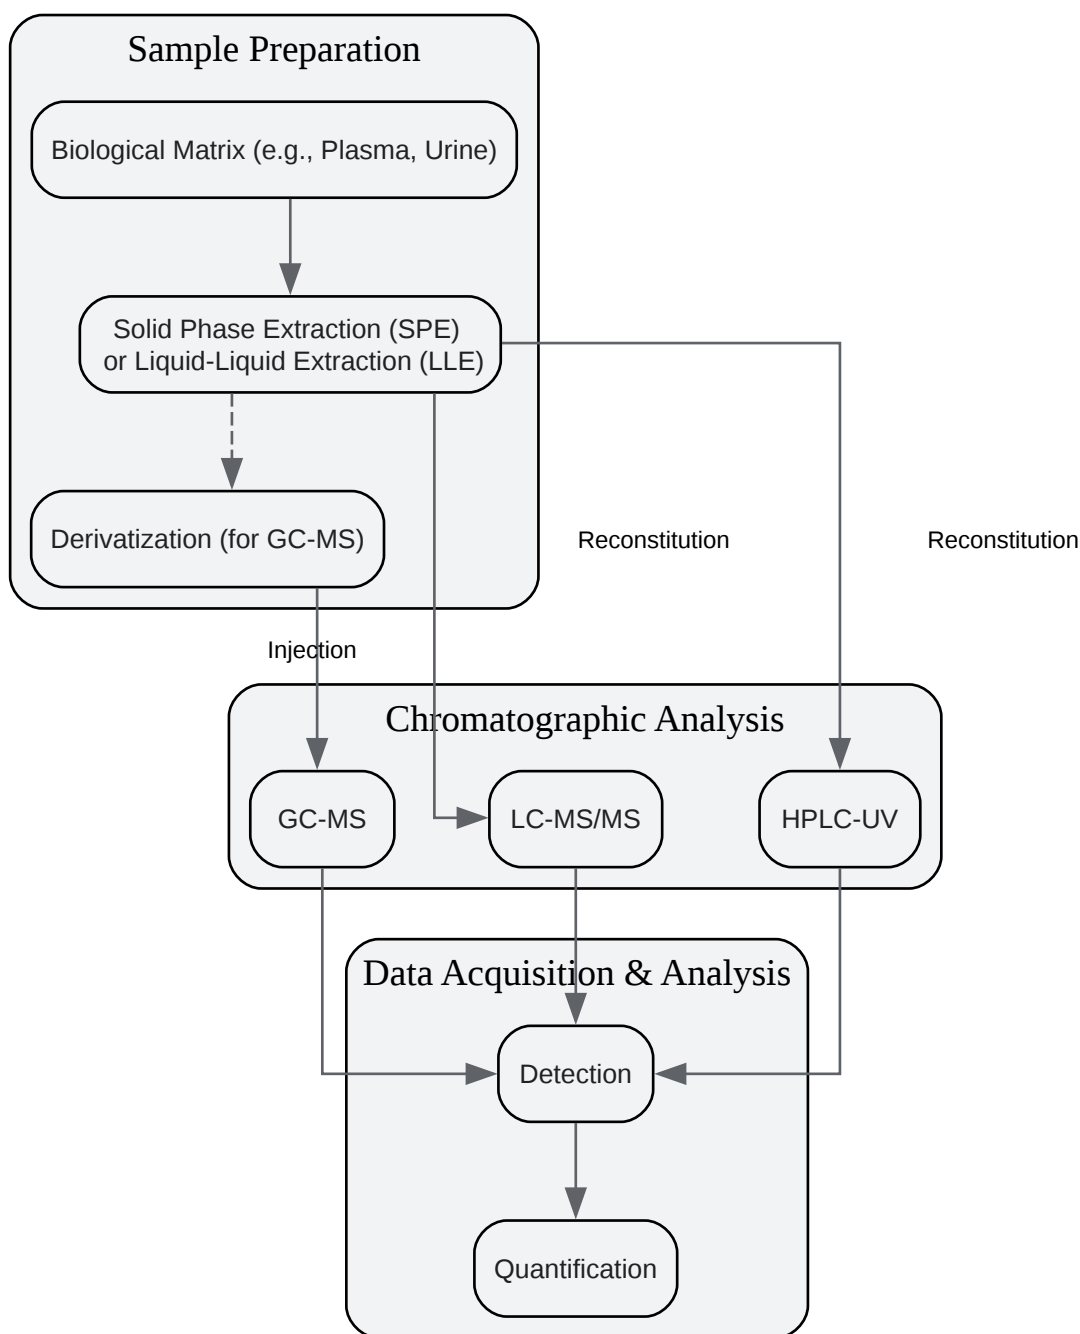 Sample Preparation
Biological Matrix (e.g., Plasma, Urine)
Solid Phase Extraction (SPE)
or Liquid-Liquid Extraction (LLE)
Derivatization (for GC-MS)
Reconstitution
Reconstitution
Injection
Chromatographic Analysis
GC-MS
LC-MS/MS
HPLC-UV
Data Acquisition & Analysis
Detection
Quantification